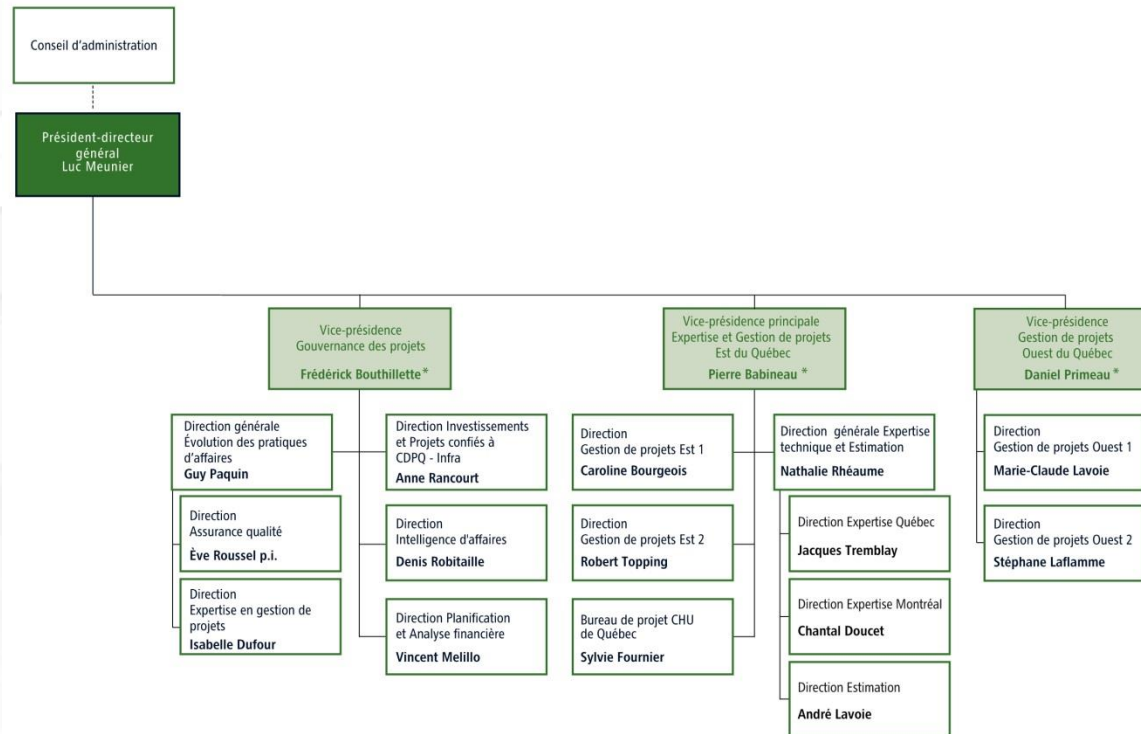 Conseil d'administration
Président-directeur
général
Luc Meunier
Vice-présidence
Gouvernance des projets
Frédérick Bouthillette*
Direction générale
Évolution des pratiques
d'affaires
Guy Paquin
Direction
Assurance qualité
Ève Roussel p.i.
Direction
Expertise en gestion de
projets
Isabelle Dufour
Direction Investissements
et Projets confiés à
CDPQ - Infra
Anne Rancourt
Direction
Intelligence d'affaires
Denis Robitaille
Direction Planification
et Analyse financière
Vincent Melillo
Vice-présidence principale
Expertise et Gestion de projets
Est du Québec
Pierre Babineau *
Direction
Gestion de projets Est 1
Caroline Bourgeois
Direction
Gestion de projets Est 2
Robert Topping
Bureau de projet CHU
de Québec
Sylvie Fournier
Direction générale Expertise
technique et Estimation
Nathalie Rhéaume
Direction Expertise Québec
Jacques Tremblay
Direction Expertise Montréal
Chantal Doucet
Direction Estimation
André Lavoie
Vice-présidence
Gestion de projets
Ouest du Québec
Daniel Primeau *
Direction
Gestion de projets Ouest 1
Marie-Claude Lavoie
Direction
Gestion de projets Ouest 2
Stéphane Laflamme